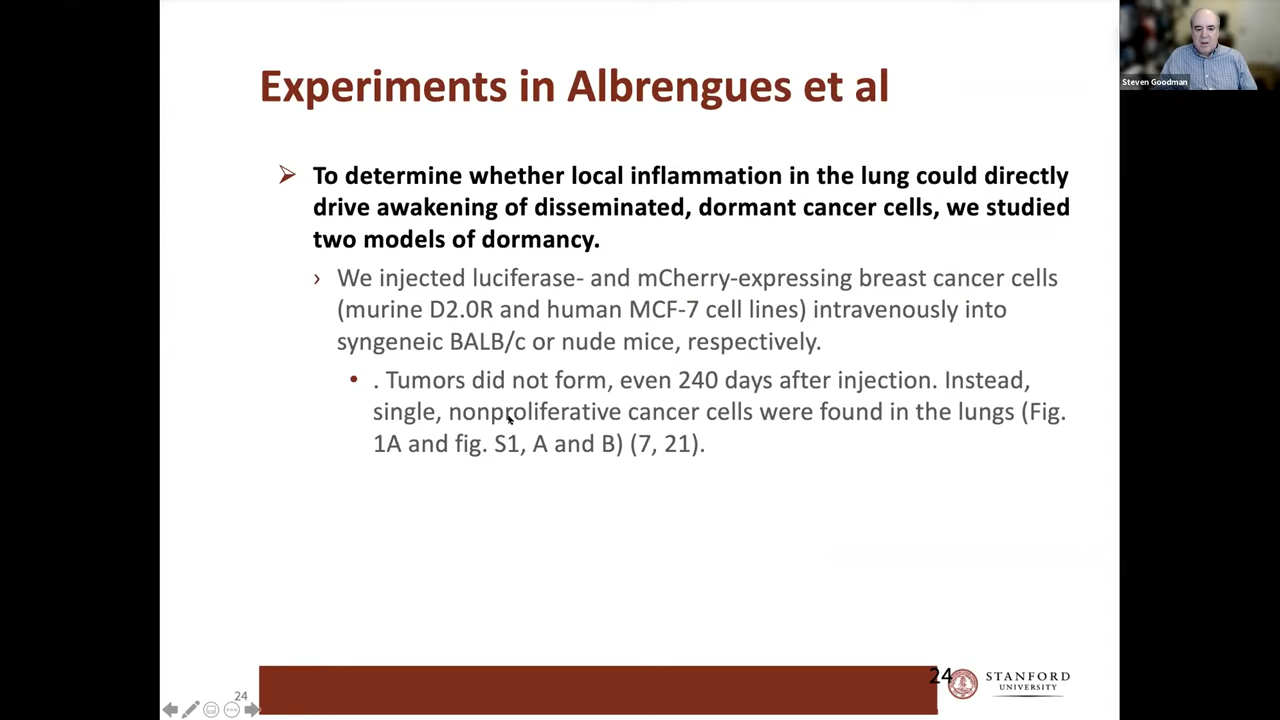 Experiments in Albrengues et al
Steven Goodman
To determine whether local inflammation in the lung could directly
drive awakening of disseminated, dormant cancer cells, we studied
two models of dormancy.
We injected luciferase- and mCherry-expressing breast cancer cells
(murine D2.0R and human MCF-7 cell lines) intravenously into
syngeneic BALB/c or nude mice, respectively.
. Tumors did not form, even 240 days after injection. Instead,
single, nonproliferative cancer cells were found in the lungs (Fig.
1A and fig. S1, A and B) (7, 21).
24
24
STANFORD
UNIVERSITY